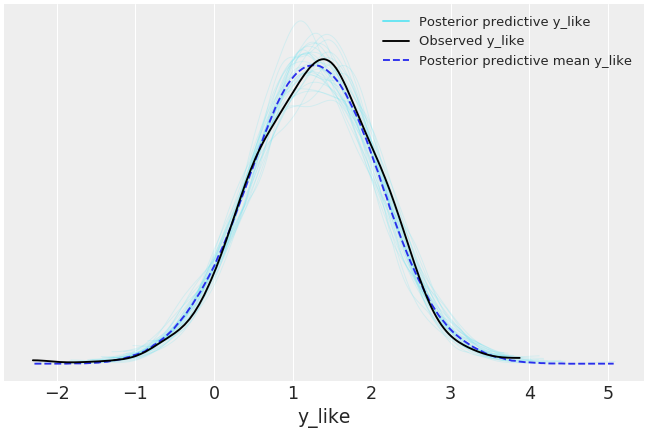 Posterior predictive y_like
Observed y_like
Posterior predictive mean y_like
−2 −1 0 1 2 3 4 5
y_like